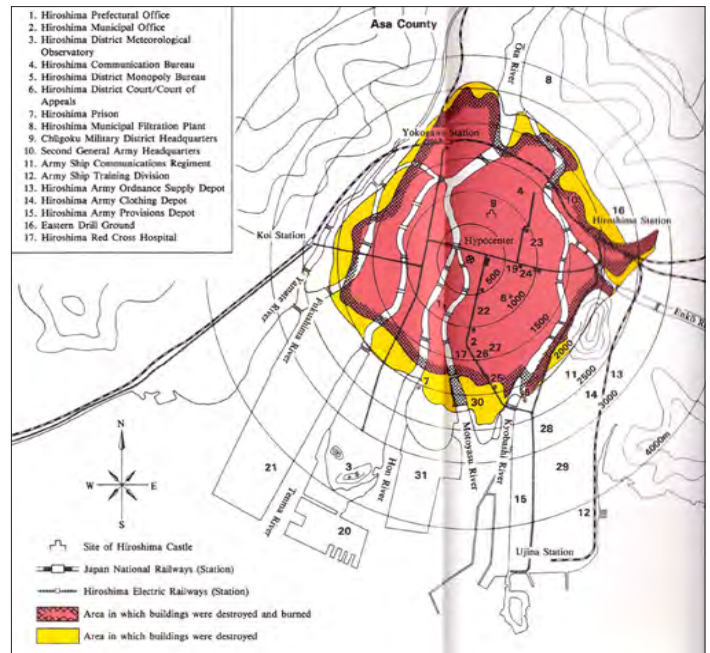 1. Hiroshima Prefectural Office
2. Hiroshima Municipal Office
3. Hiroshima District Meteorological
Observatory
4. Hiroshima Communication Bureau
5. Hiroshima District Monopoly Bureau
6. Hiroshima District Court/Court of
Appeals
7. Hiroshima Prison
8. Hiroshima Municipal Filtration Plant
9. Chūgoku Military District Headquarters
10. Second General Army Headquarters
11. Army Ship Communications Regiment
12. Army Ship Training Division
13. Hiroshima Army Ordnance Supply Depot
14. Hiroshima Army Clothing Depot
15. Hiroshima Army Provisions Depot
16. Eastern Drill Ground
17. Hiroshima Red Cross Hospital
Asa County
Ōta River
8
Yokogawa Station
4
10
16
9
Hiroshima Station
Koi Station
23
Hypocenter
19
24
500
Yamate River
Fukushima River
1
22
6
1000
1500
Enkō
2
27
17
26
2000
7
25
11
2500
13
30
14
3000
28
4000m
N
W
E
S
21
3
Hon River
31
Motoyasu River
Kyobashi River
29
Tenma River
15
12
20
Ujina Station
Site of Hiroshima Castle
Japan National Railways (Station)
Hiroshima Electric Railways (Station)
Area in which buildings were destroyed and burned
Area in which buildings were destroyed